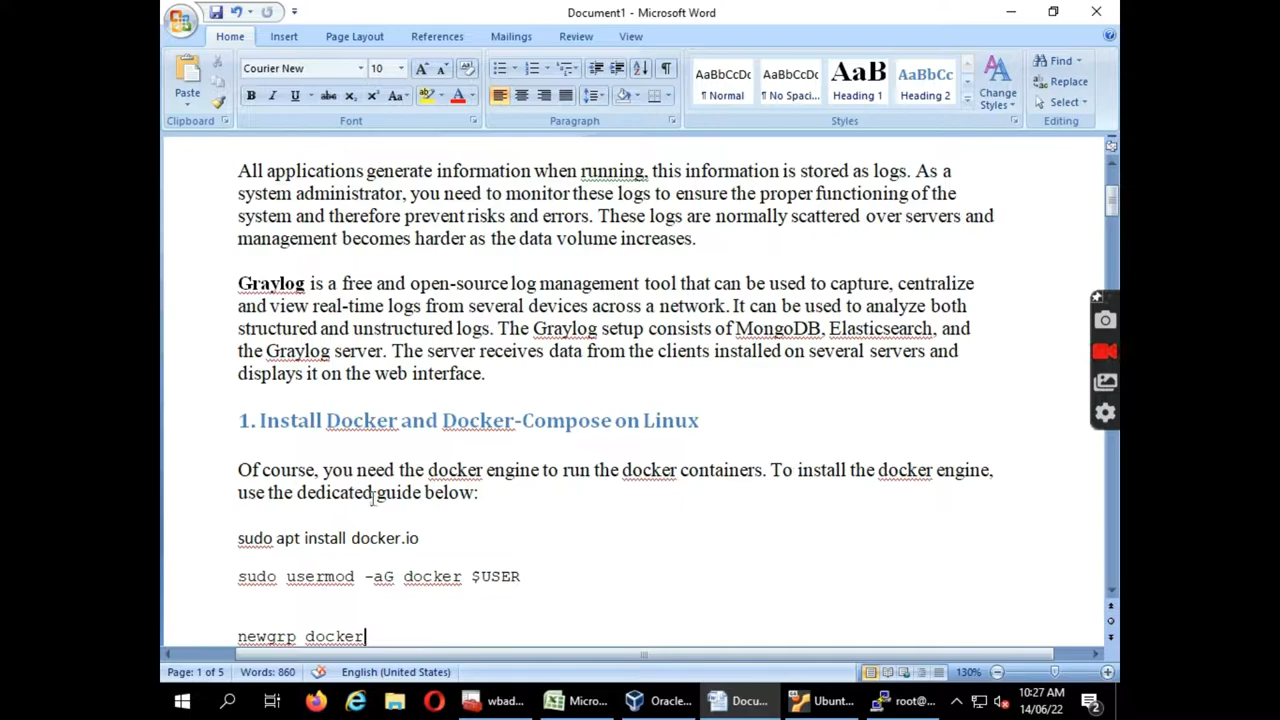 Document1 - Microsoft Word
Home Insert Page Layout References Mailings Review View
Paste
Courier New 10
AaBbCcDc AaBbCcDc AaB AaBbCc
¶ Normal ¶ No Spaci... Heading 1 Heading 2
Change Styles
Find
Replace
Select
Clipboard Font Paragraph Styles Editing
All applications generate information when running, this information is stored as logs. As a
system administrator, you need to monitor these logs to ensure the proper functioning of the
system and therefore prevent risks and errors. These logs are normally scattered over servers and
management becomes harder as the data volume increases.
Graylog is a free and open-source log management tool that can be used to capture, centralize
and view real-time logs from several devices across a network. It can be used to analyze both
structured and unstructured logs. The Graylog setup consists of MongoDB, Elasticsearch, and
the Graylog server. The server receives data from the clients installed on several servers and
displays it on the web interface.
1. Install Docker and Docker-Compose on Linux
Of course, you need the docker engine to run the docker containers. To install the docker engine,
use the dedicated guide below:
sudo apt install docker.io
sudo usermod -aG docker $USER
newgrp docker
Page: 1 of 5 Words: 860 English (United States) 130%
wbad... Micro... Oracle... Docu... Ubunt... root@...
10:27 AM
14/06/22
2